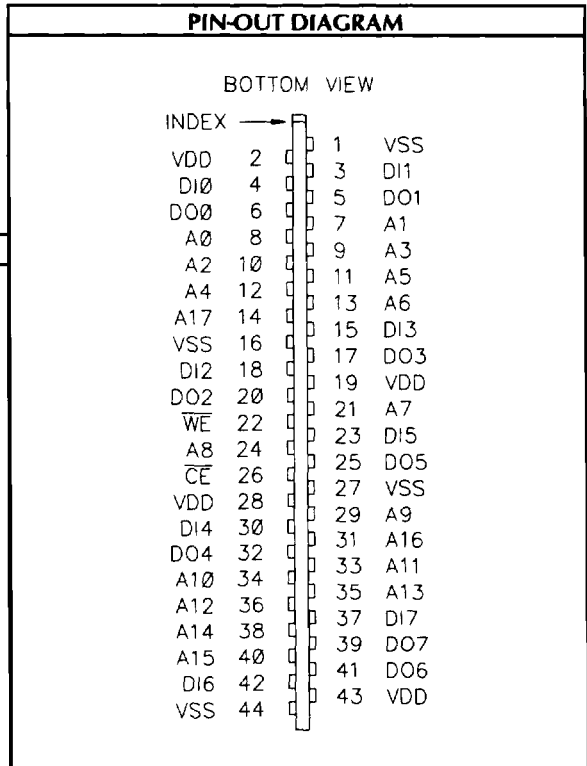 PIN-OUT DIAGRAM
BOTTOM VIEW
INDEX
1 VSS
VDD 2
3 DI1
DIØ 4
5 DO1
DOØ 6
7 A1
AØ 8
9 A3
A2 1Ø
11 A5
A4 12
13 A6
A17 14
15 DI3
VSS 16
17 DO3
DI2 18
19 VDD
DO2 2Ø
21 A7
W̅E̅ 22
23 DI5
A8 24
25 DO5
C̅E̅ 26
27 VSS
VDD 28
29 A9
DI4 3Ø
31 A16
DO4 32
33 A11
A1Ø 34
35 A13
A12 36
37 DI7
A14 38
39 DO7
A15 4Ø
41 DO6
DI6 42
43 VDD
VSS 44